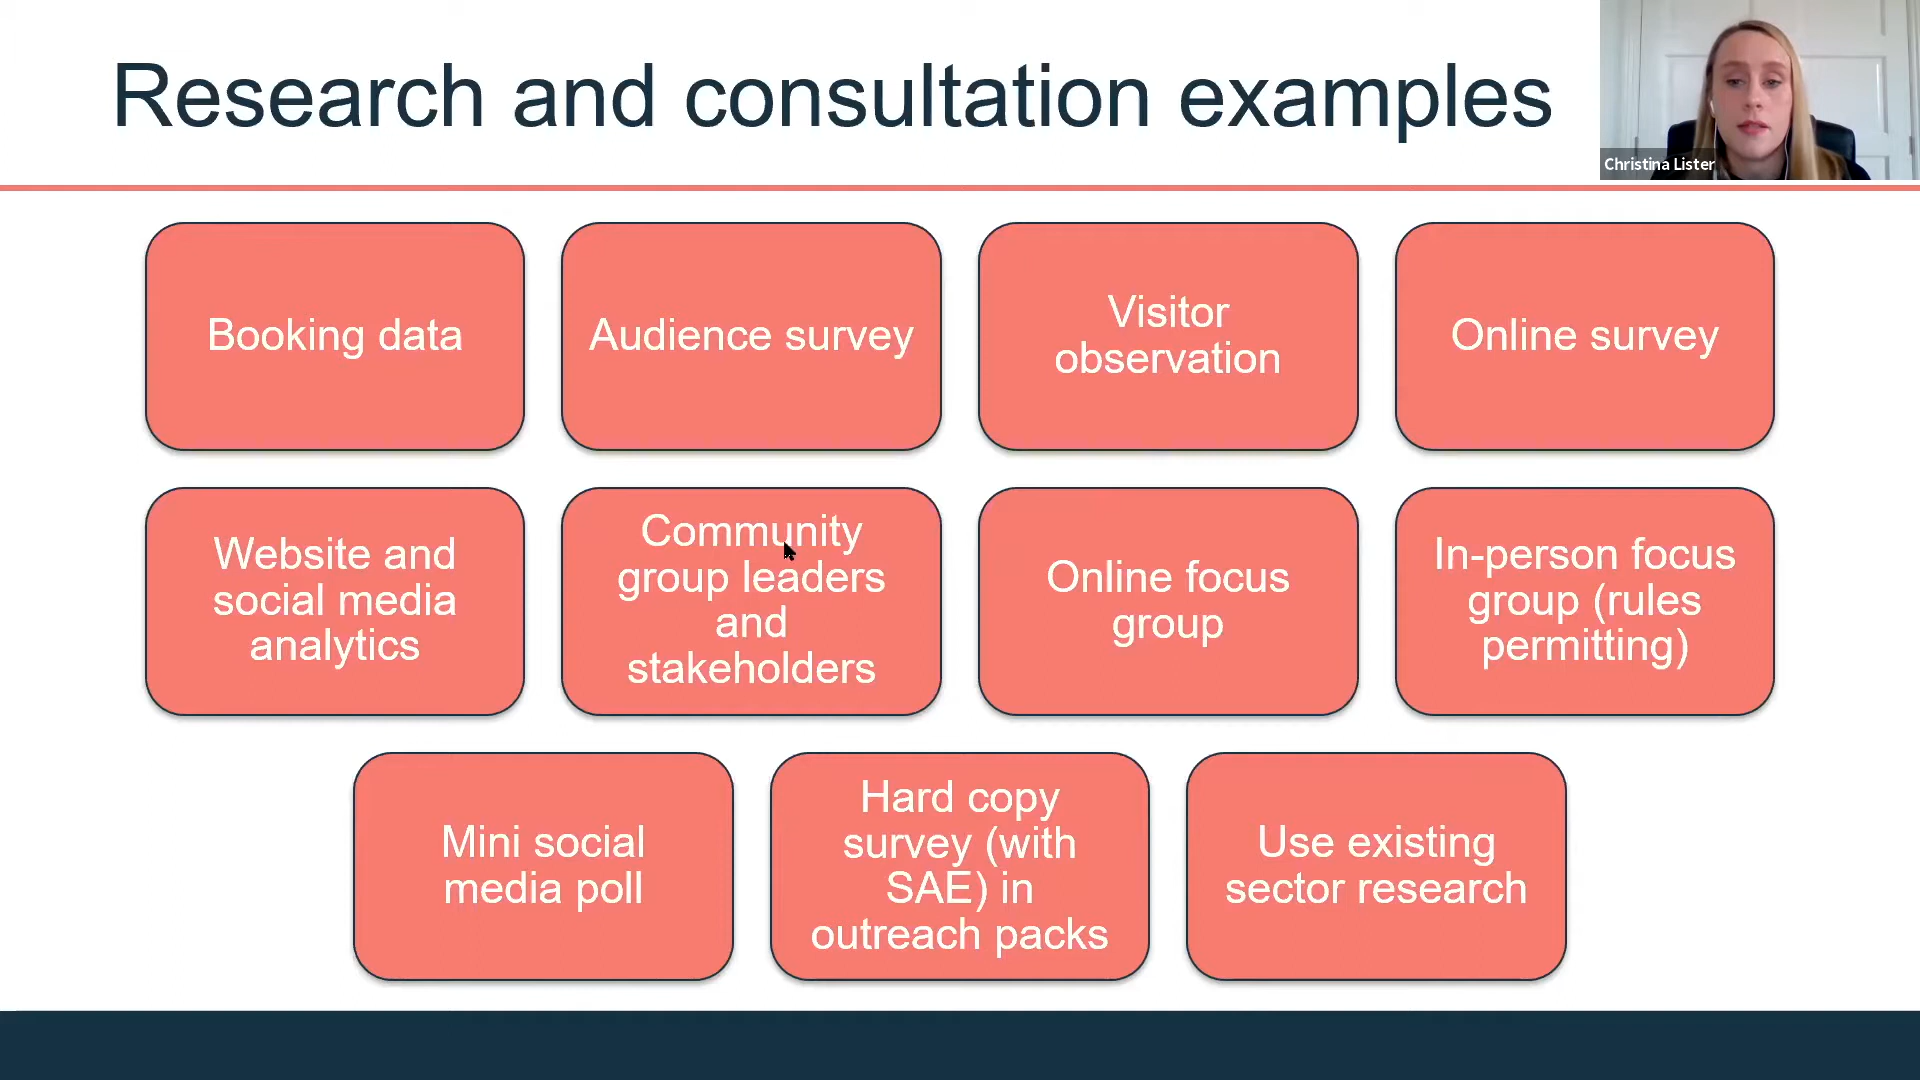 Research and consultation examples
Christina Lister
Booking data
Audience survey
Visitor
observation
Online survey
Website and
social media
analytics
Community
group leaders
and
stakeholders
Online focus
group
In-person focus
group (rules
permitting)
Mini social
media poll
Hard copy
survey (with
SAE) in
outreach packs
Use existing
sector research